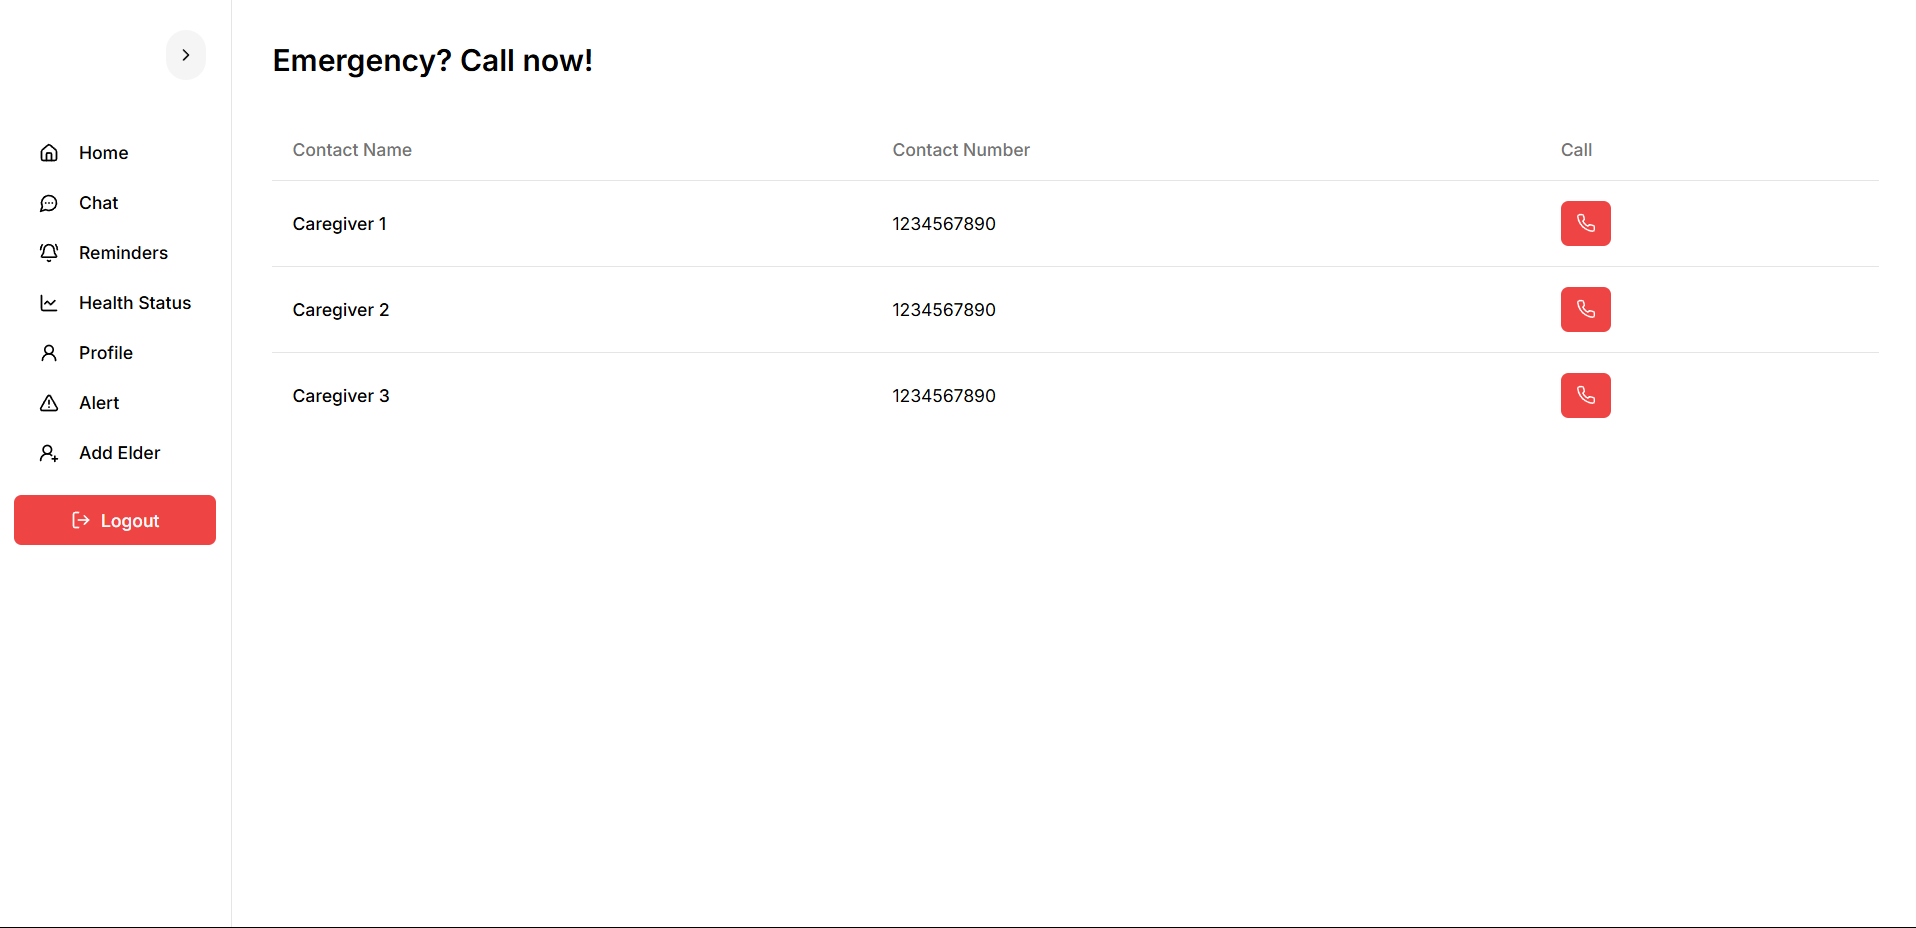 Home
Chat
Reminders
Health Status
Profile
Alert
Add Elder
Logout
Emergency? Call now!
Contact Name Contact Number Call
Caregiver 1 1234567890
Caregiver 2 1234567890
Caregiver 3 1234567890